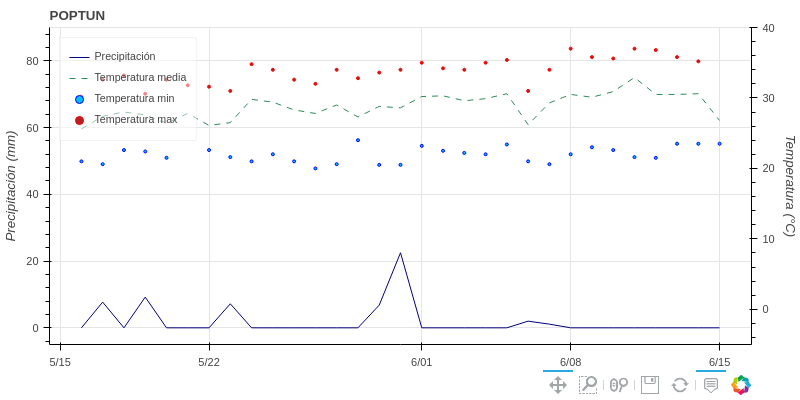 POPTUN
Precipitación
Temperatura media
Temperatura min
Temperatura max
Precipitación (mm)
80
60
40
20
0
Temperatura (°C)
40
30
20
10
0
5/15 5/22 6/01 6/08 6/15